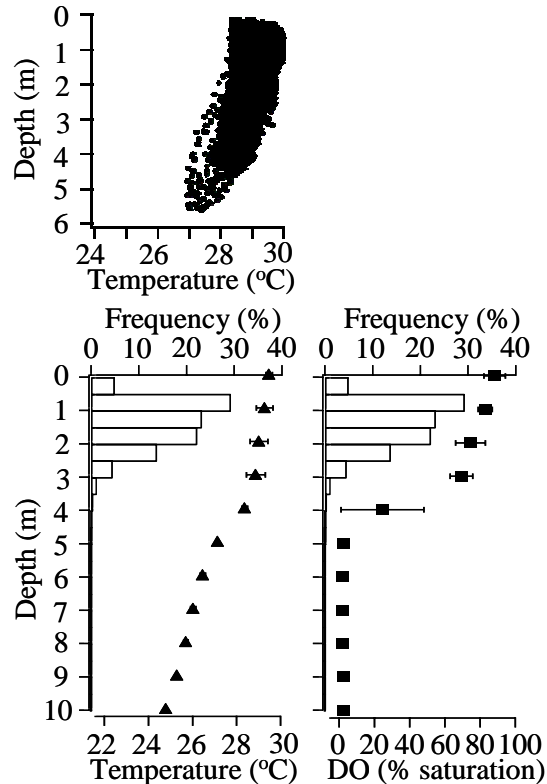 0
1
2
3
4
5
6
Depth (m)
24 26 28 30
Temperature (°C)
Frequency (%) Frequency (%)
0 10 20 30 40 0 10 20 30 40
0
1
2
3
4
5
6
7
8
9
10
Depth (m)
22 24 26 28 30 0 20 40 60 80 100
Temperature (°C) DO (% saturation)